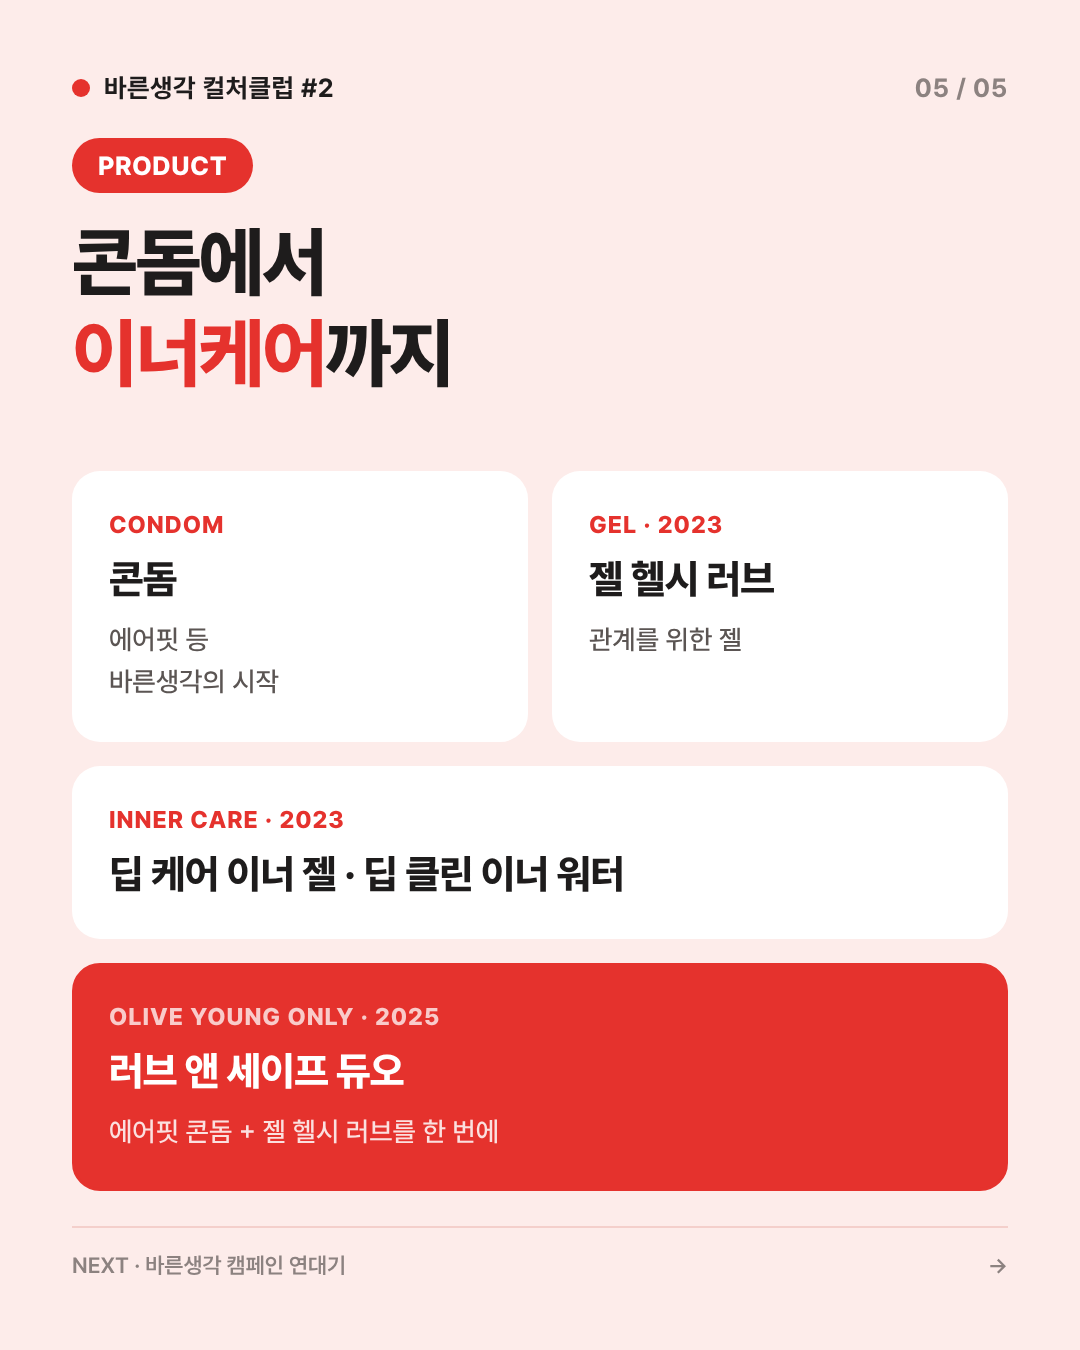 바른생각 컬처클럽 #2
05 / 05
PRODUCT
콘돔에서
이너케어까지
CONDOM
콘돔
에어핏 등
바른생각의 시작
GEL · 2023
젤 헬시 러브
관계를 위한 젤
INNER CARE · 2023
딥 케어 이너 젤 · 딥 클린 이너 워터
OLIVE YOUNG ONLY · 2025
러브 앤 세이프 듀오
에어핏 콘돔 + 젤 헬시 러브를 한 번에
NEXT · 바른생각 캠페인 연대기
→